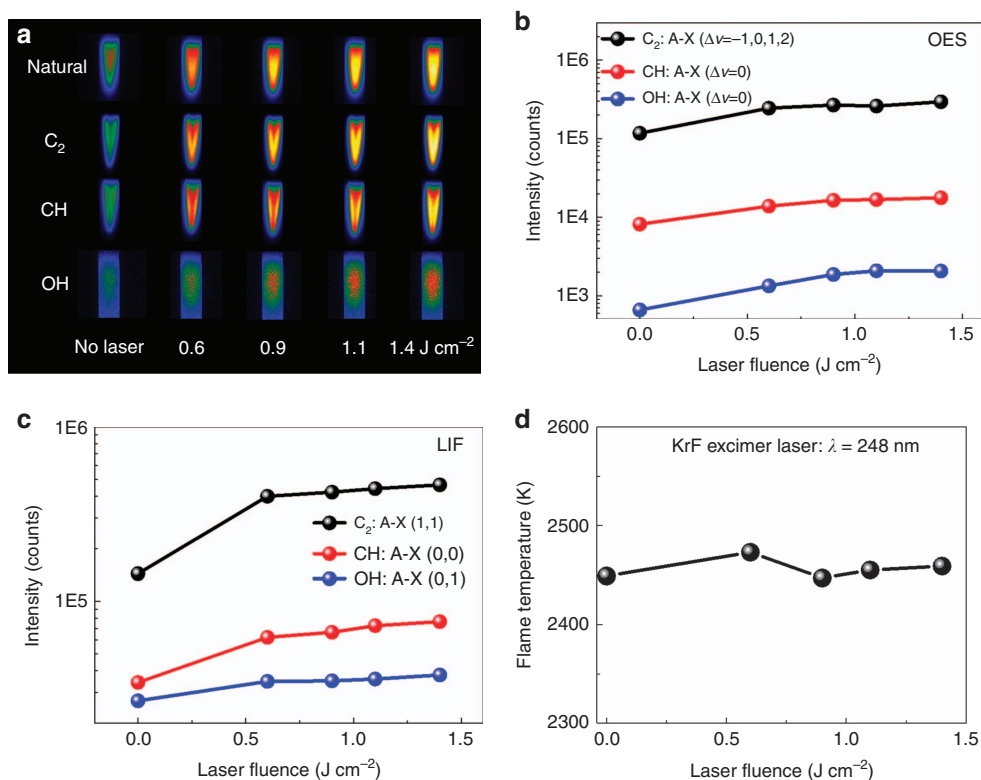 a
Natural
C₂
CH
OH
No laser 0.6 0.9 1.1 1.4 J cm⁻²
b
OES
C₂: A-X (Δν=−1,0,1,2)
CH: A-X (Δν=0)
OH: A-X (Δν=0)
1E6
1E5
1E4
1E3
Intensity (counts)
0.0 0.5 1.0 1.5
Laser fluence (J cm⁻²)
c
LIF
C₂: A-X (1,1)
CH: A-X (0,0)
OH: A-X (0,1)
1E6
1E5
Intensity (counts)
0.0 0.5 1.0 1.5
Laser fluence (J cm⁻²)
d
KrF excimer laser: λ = 248 nm
2600
2500
2400
2300
Flame temperature (K)
0.0 0.5 1.0 1.5
Laser fluence (J cm⁻²)